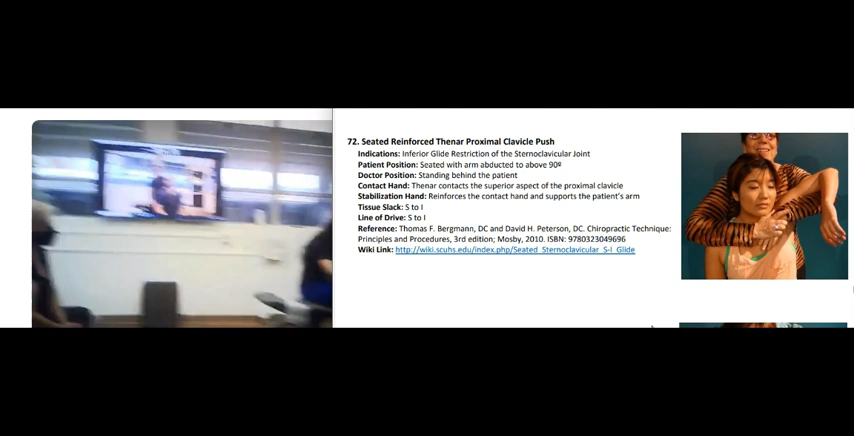 72. Seated Reinforced Thenar Proximal Clavicle Push
Indications: Inferior Glide Restriction of the Sternoclavicular Joint
Patient Position: Seated with arm abducted to above 90º
Doctor Position: Standing behind the patient
Contact Hand: Thenar contacts the superior aspect of the proximal clavicle
Stabilization Hand: Reinforces the contact hand and supports the patient's arm
Tissue Slack: S to I
Line of Drive: S to I
Reference: Thomas F. Bergmann, DC and David H. Peterson, DC. Chiropractic Technique:
Principles and Procedures, 3rd edition; Mosby, 2010. ISBN: 9780323049696
Wiki Link: http://wiki.scuhs.edu/index.php/Seated_Sternoclavicular_S-I_Glide